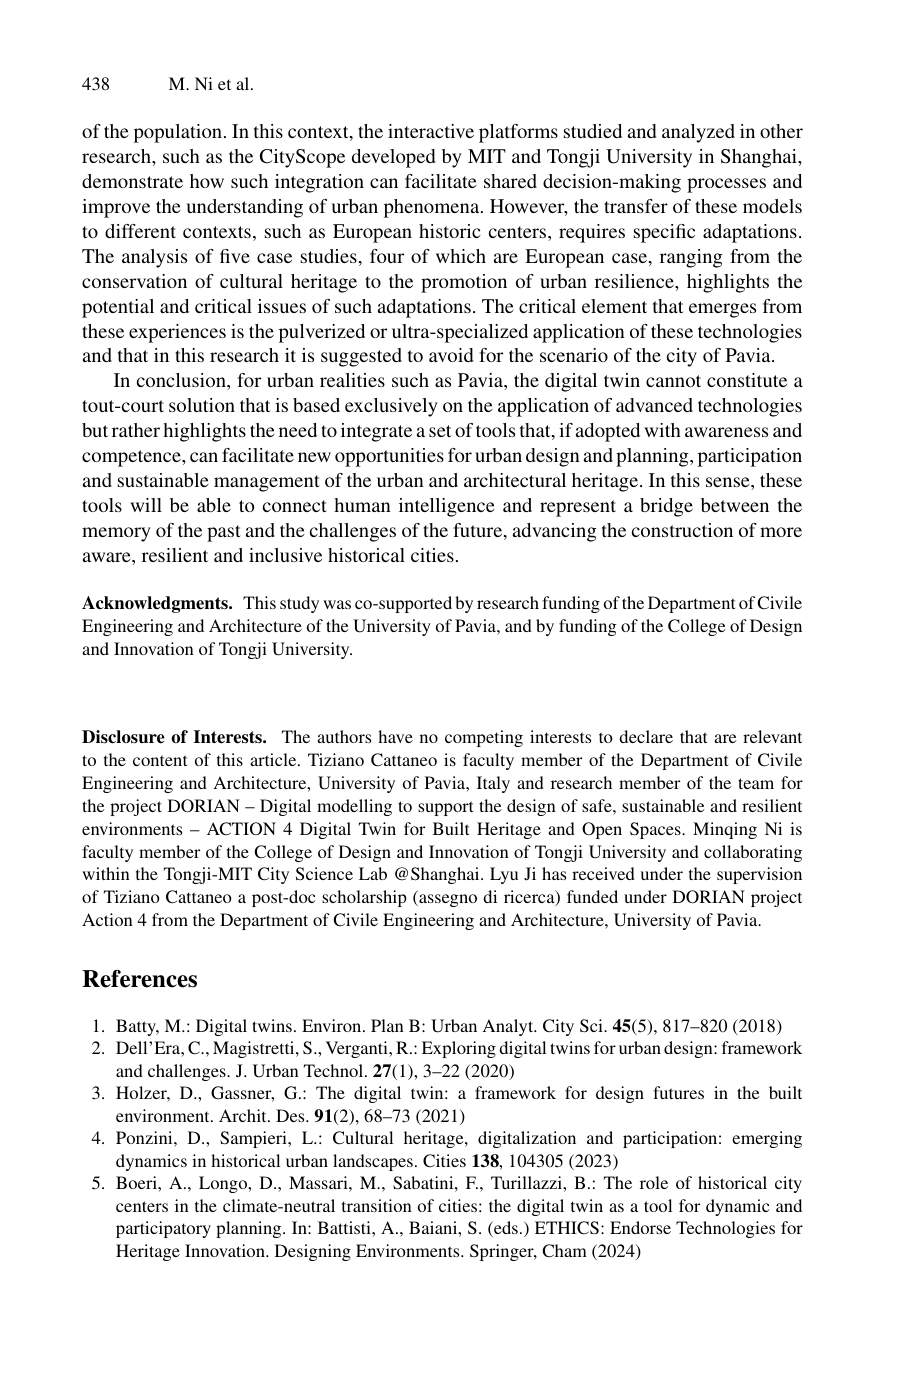 438 M. Ni et al.
of the population. In this context, the interactive platforms studied and analyzed in other
research, such as the CityScope developed by MIT and Tongji University in Shanghai,
demonstrate how such integration can facilitate shared decision-making processes and
improve the understanding of urban phenomena. However, the transfer of these models
to different contexts, such as European historic centers, requires specific adaptations.
The analysis of five case studies, four of which are European case, ranging from the
conservation of cultural heritage to the promotion of urban resilience, highlights the
potential and critical issues of such adaptations. The critical element that emerges from
these experiences is the pulverized or ultra-specialized application of these technologies
and that in this research it is suggested to avoid for the scenario of the city of Pavia.
In conclusion, for urban realities such as Pavia, the digital twin cannot constitute a
tout-court solution that is based exclusively on the application of advanced technologies
but rather highlights the need to integrate a set of tools that, if adopted with awareness and
competence, can facilitate new opportunities for urban design and planning, participation
and sustainable management of the urban and architectural heritage. In this sense, these
tools will be able to connect human intelligence and represent a bridge between the
memory of the past and the challenges of the future, advancing the construction of more
aware, resilient and inclusive historical cities.
Acknowledgments. This study was co-supported by research funding of the Department of Civile
Engineering and Architecture of the University of Pavia, and by funding of the College of Design
and Innovation of Tongji University.
Disclosure of Interests. The authors have no competing interests to declare that are relevant
to the content of this article. Tiziano Cattaneo is faculty member of the Department of Civile
Engineering and Architecture, University of Pavia, Italy and research member of the team for
the project DORIAN – Digital modelling to support the design of safe, sustainable and resilient
environments – ACTION 4 Digital Twin for Built Heritage and Open Spaces. Minqing Ni is
faculty member of the College of Design and Innovation of Tongji University and collaborating
within the Tongji-MIT City Science Lab @Shanghai. Lyu Ji has received under the supervision
of Tiziano Cattaneo a post-doc scholarship (assegno di ricerca) funded under DORIAN project
Action 4 from the Department of Civile Engineering and Architecture, University of Pavia.
References
1. Batty, M.: Digital twins. Environ. Plan B: Urban Analyt. City Sci. 45(5), 817–820 (2018)
2. Dell'Era, C., Magistretti, S., Verganti, R.: Exploring digital twins for urban design: framework
and challenges. J. Urban Technol. 27(1), 3–22 (2020)
3. Holzer, D., Gassner, G.: The digital twin: a framework for design futures in the built
environment. Archit. Des. 91(2), 68–73 (2021)
4. Ponzini, D., Sampieri, L.: Cultural heritage, digitalization and participation: emerging
dynamics in historical urban landscapes. Cities 138, 104305 (2023)
5. Boeri, A., Longo, D., Massari, M., Sabatini, F., Turillazzi, B.: The role of historical city
centers in the climate-neutral transition of cities: the digital twin as a tool for dynamic and
participatory planning. In: Battisti, A., Baiani, S. (eds.) ETHICS: Endorse Technologies for
Heritage Innovation. Designing Environments. Springer, Cham (2024)